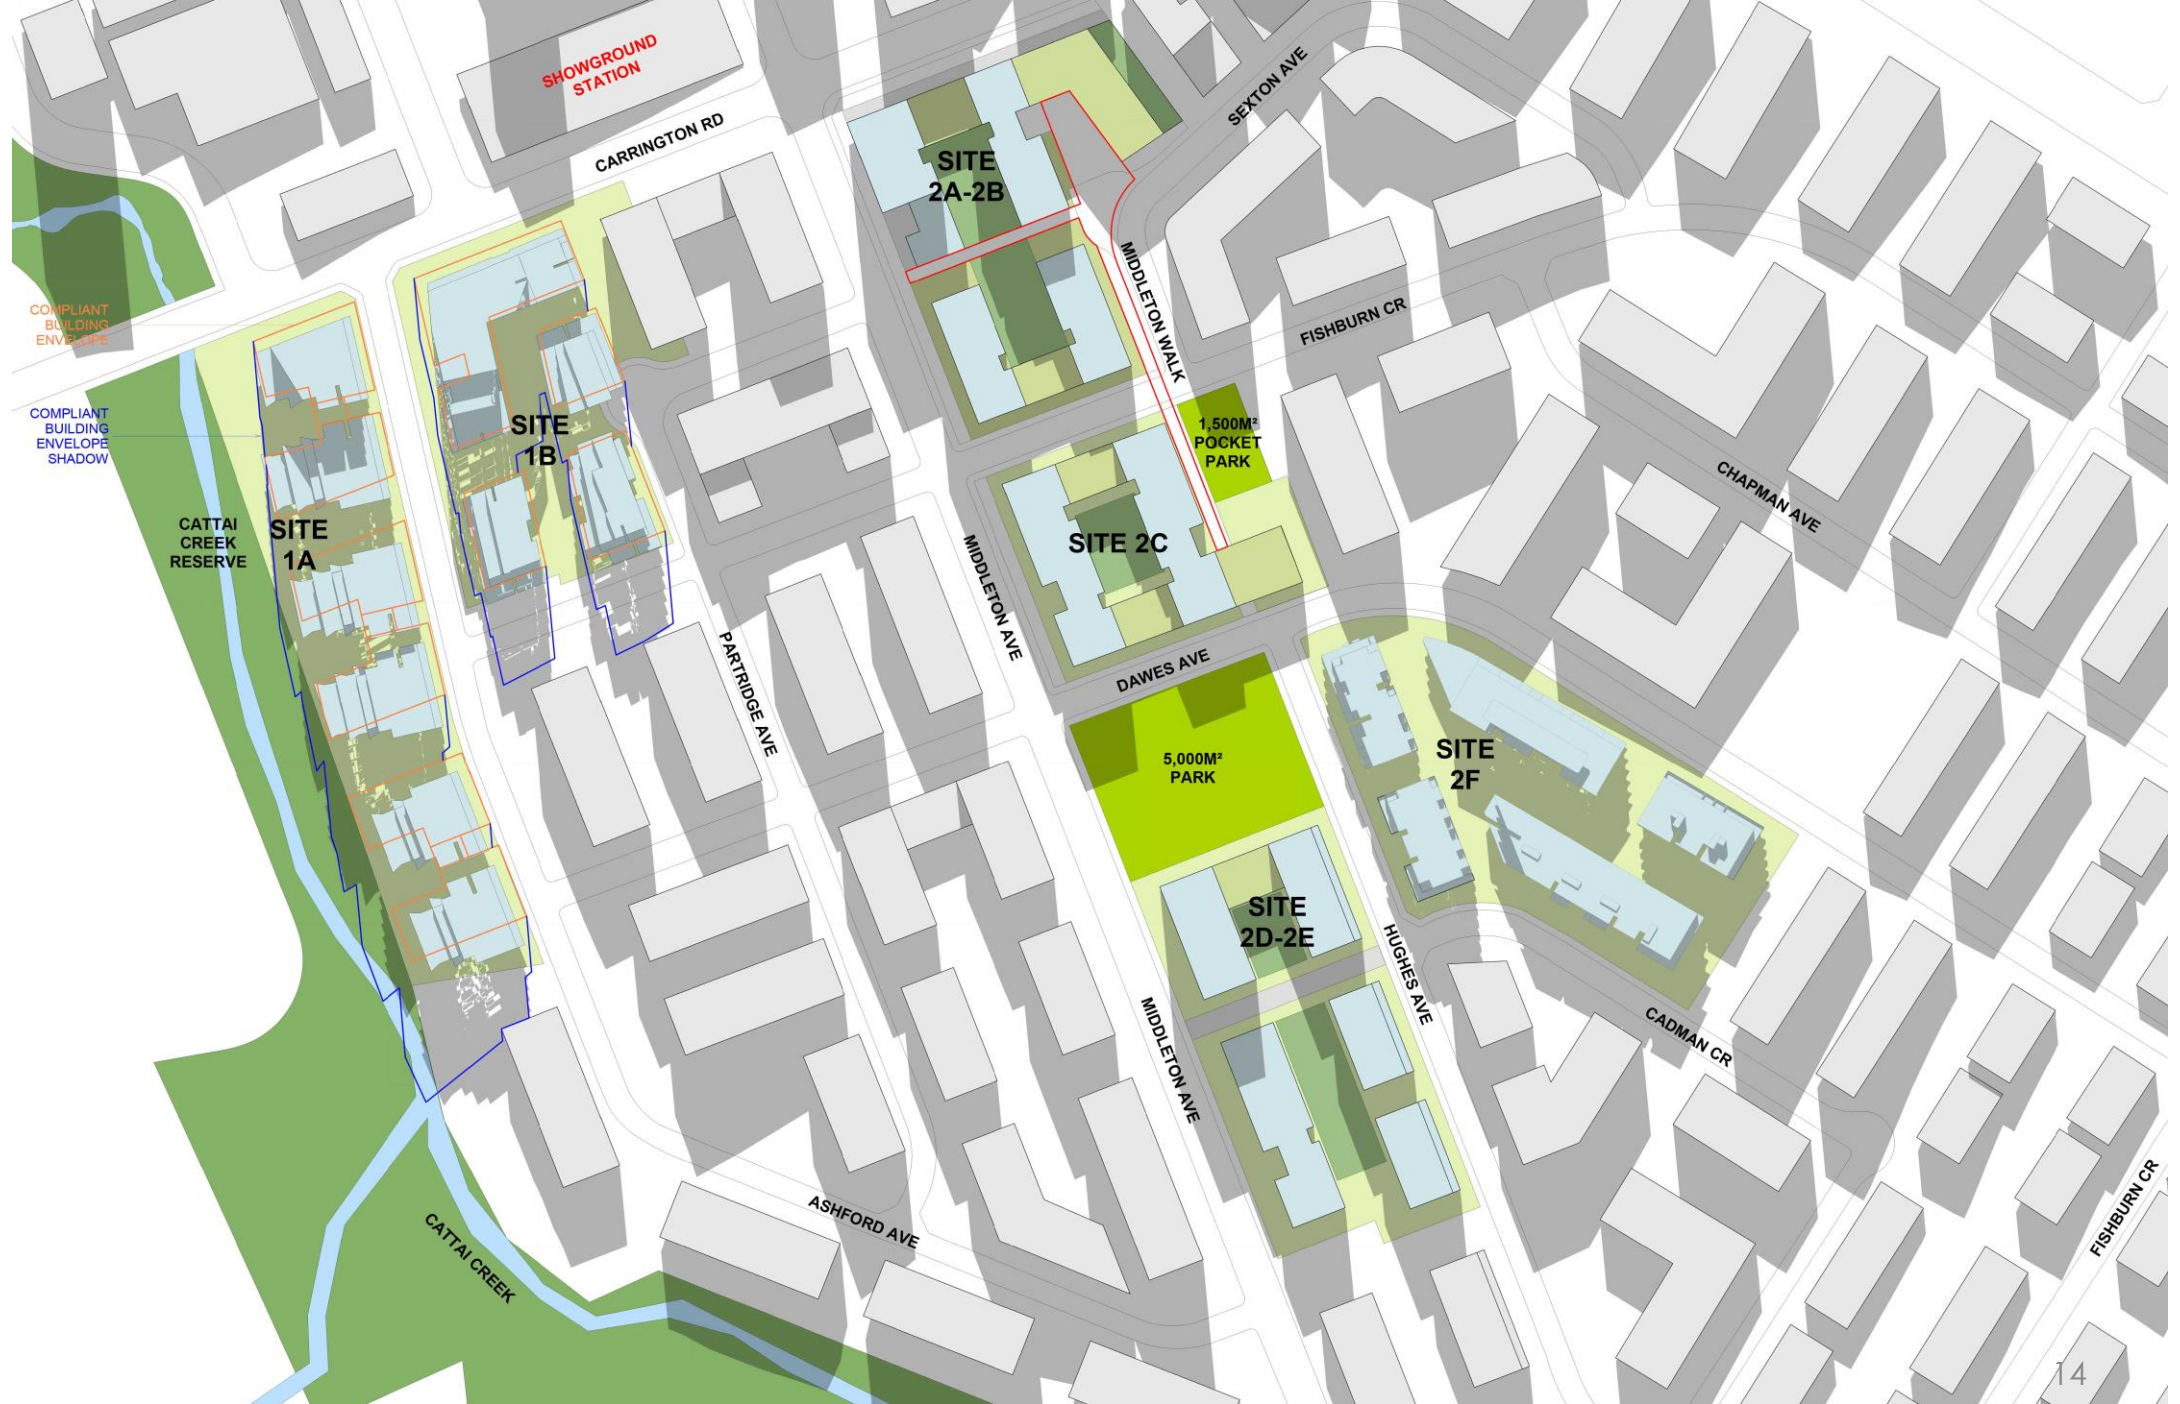 SHOWGROUND
STATION
CARRINGTON RD
SEXTON AVE
SITE
2A-2B
MIDDLETON WALK
FISHBURN CR
COMPLIANT
BUILDING
ENVELOPE
COMPLIANT
BUILDING
ENVELOPE
SHADOW
SITE
1B
1,500M²
POCKET
PARK
CHAPMAN AVE
CATTAI
CREEK
RESERVE
SITE
1A
SITE 2C
MIDDLETON AVE
PARTRIDGE AVE
DAWES AVE
5,000M²
PARK
SITE
2F
SITE
2D-2E
HUGHES AVE
CADMAN CR
MIDDLETON AVE
ASHFORD AVE
CATTAI CREEK
FISHBURN CR
14